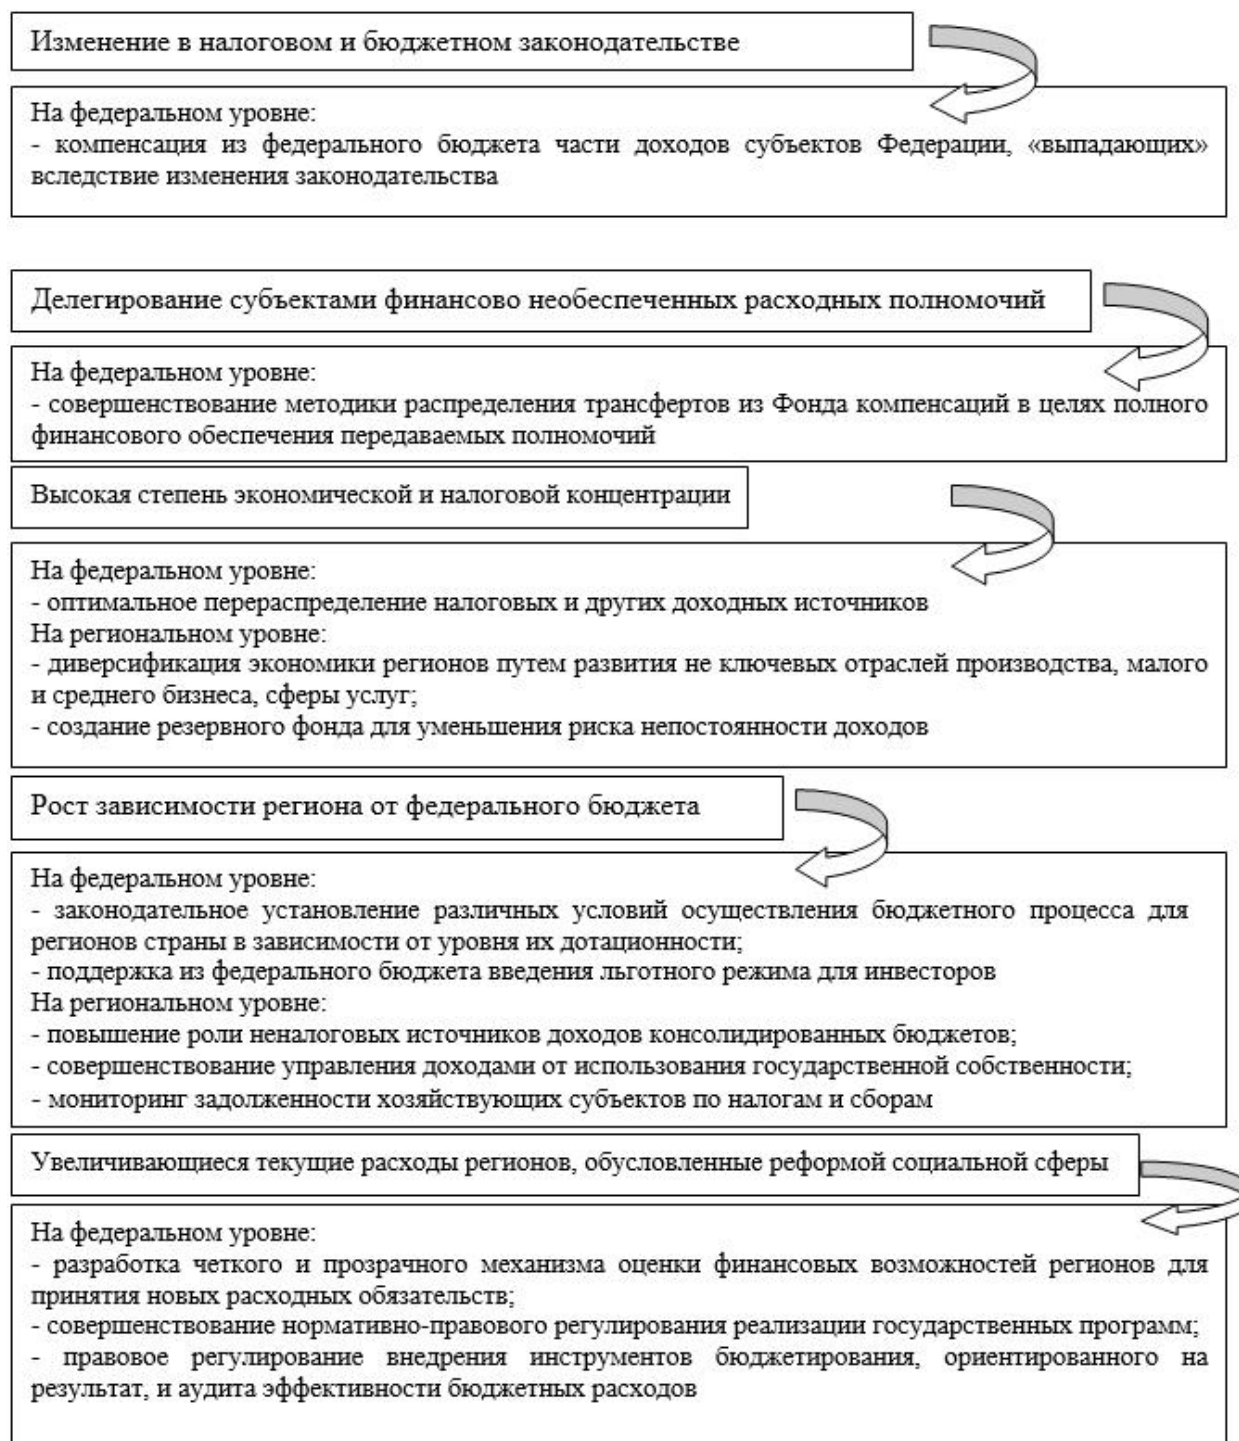 Изменение в налоговом и бюджетном законодательстве
На федеральном уровне:
- компенсация из федерального бюджета части доходов субъектов Федерации, «выпадающих»
вследствие изменения законодательства
Делегирование субъектами финансово необеспеченных расходных полномочий
На федеральном уровне:
- совершенствование методики распределения трансфертов из Фонда компенсаций в целях полного
финансового обеспечения передаваемых полномочий
Высокая степень экономической и налоговой концентрации
На федеральном уровне:
- оптимальное перераспределение налоговых и других доходных источников
На региональном уровне:
- диверсификация экономики регионов путем развития не ключевых отраслей производства, малого
и среднего бизнеса, сферы услуг;
- создание резервного фонда для уменьшения риска непостоянности доходов
Рост зависимости региона от федерального бюджета
На федеральном уровне:
- законодательное установление различных условий осуществления бюджетного процесса для
регионов страны в зависимости от уровня их дотационности;
- поддержка из федерального бюджета введения льготного режима для инвесторов
На региональном уровне:
- повышение роли неналоговых источников доходов консолидированных бюджетов;
- совершенствование управления доходами от использования государственной собственности;
- мониторинг задолженности хозяйствующих субъектов по налогам и сборам
Увеличивающиеся текущие расходы регионов, обусловленные реформой социальной сферы
На федеральном уровне:
- разработка четкого и прозрачного механизма оценки финансовых возможностей регионов для
принятия новых расходных обязательств;
- совершенствование нормативно-правового регулирования реализации государственных программ;
- правовое регулирование внедрения инструментов бюджетирования, ориентированного на
результат, и аудита эффективности бюджетных расходов